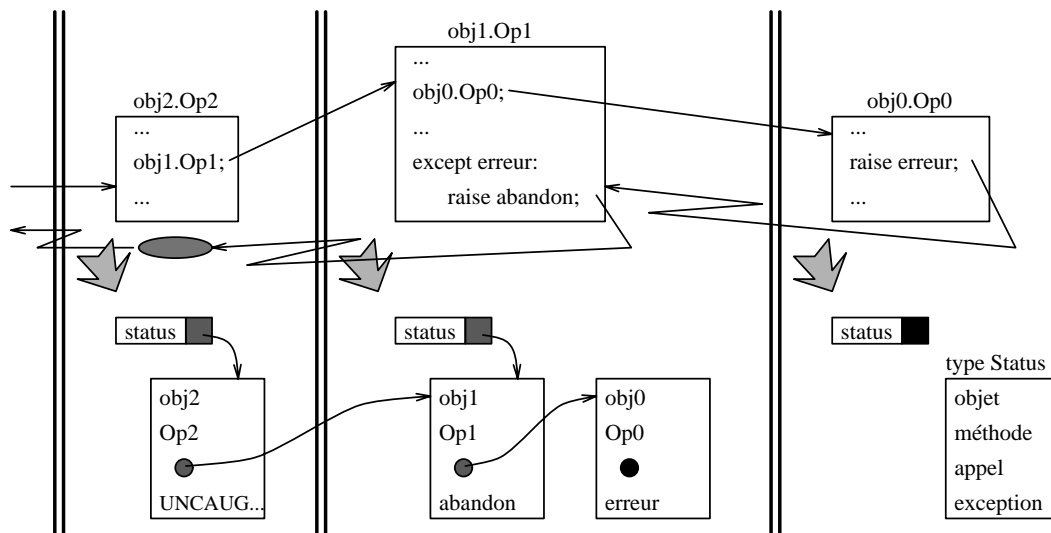 obj2.Op2
...
obj1.Op1;
...
obj1.Op1
...
obj0.Op0;
...
except erreur:
raise abandon;
obj0.Op0
...
raise erreur;
...
status
status
status
obj2
Op2
UNCAUG...
obj1
Op1
abandon
obj0
Op0
erreur
type Status
objet
méthode
appel
exception